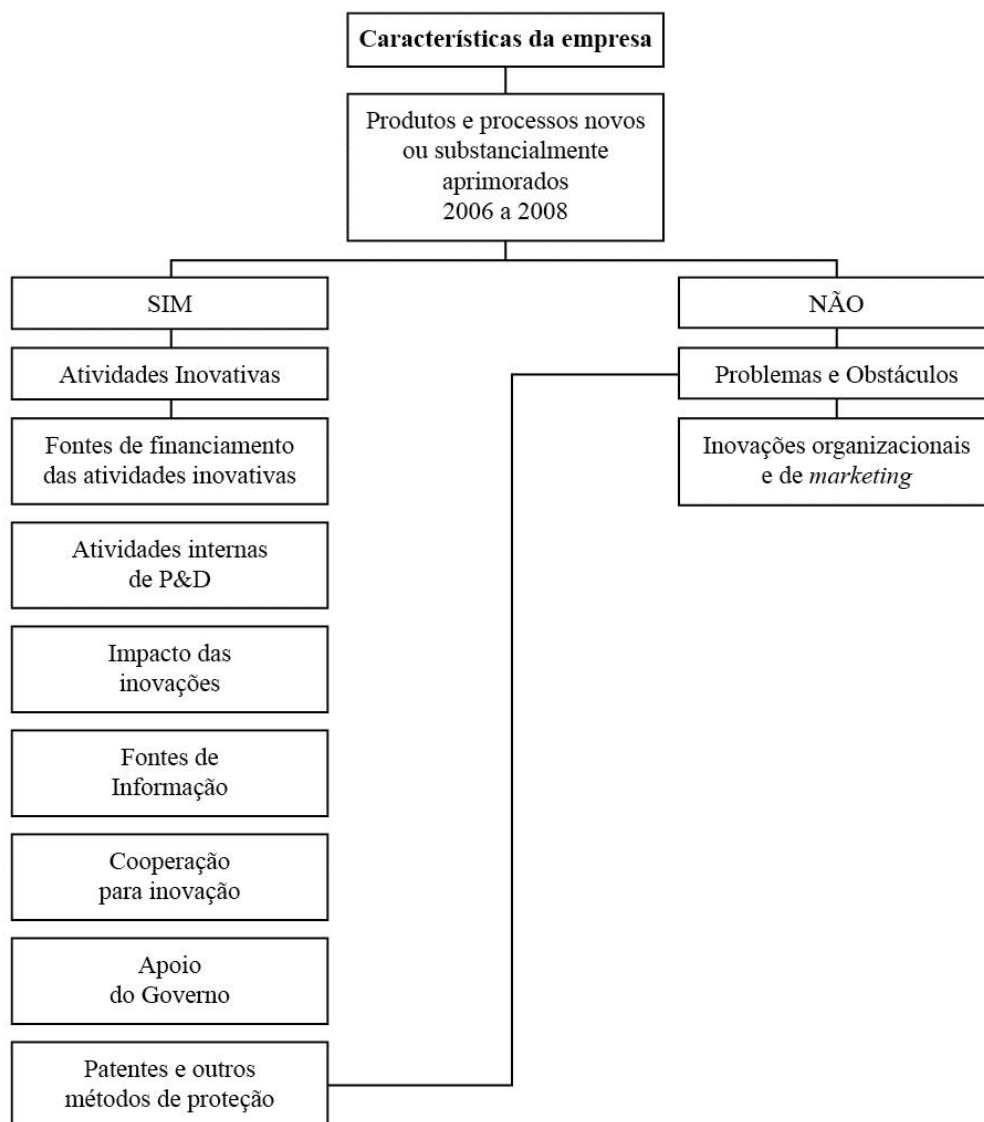 Características da empresa
Produtos e processos novos
ou substancialmente
aprimorados
2006 a 2008
SIM
Atividades Inovativas
Fontes de financiamento
das atividades inovativas
Atividades internas
de P&D
Impacto das
inovações
Fontes de
Informação
Cooperação
para inovação
Apoio
do Governo
Patentes e outros
métodos de proteção
NÃO
Problemas e Obstáculos
Inovações organizacionais
e de marketing